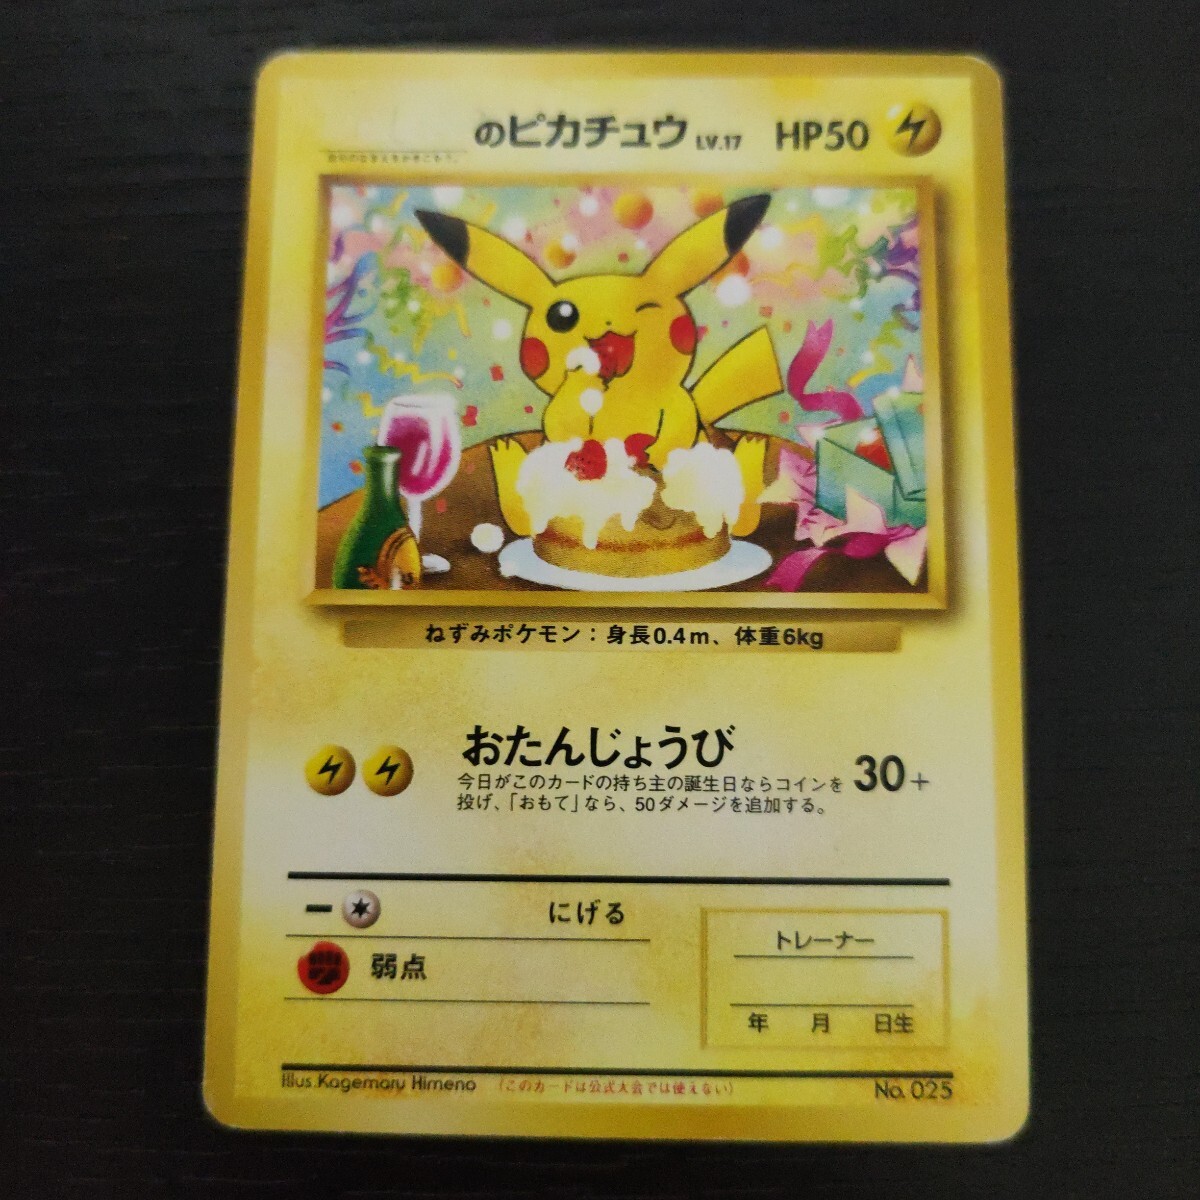 のピカチュウ LV.17 HP50
ねずみポケモン：身長0.4m、体重6kg
おたんじょうび
今日がこのカードの持ち主の誕生日ならコインを
投げ、「おもて」なら、50ダメージを追加する。
30+
にげる
弱点
トレーナー
年 月 日生
Illus.Kagemaru Himeno （このカードは公式大会では使えない） No. 025